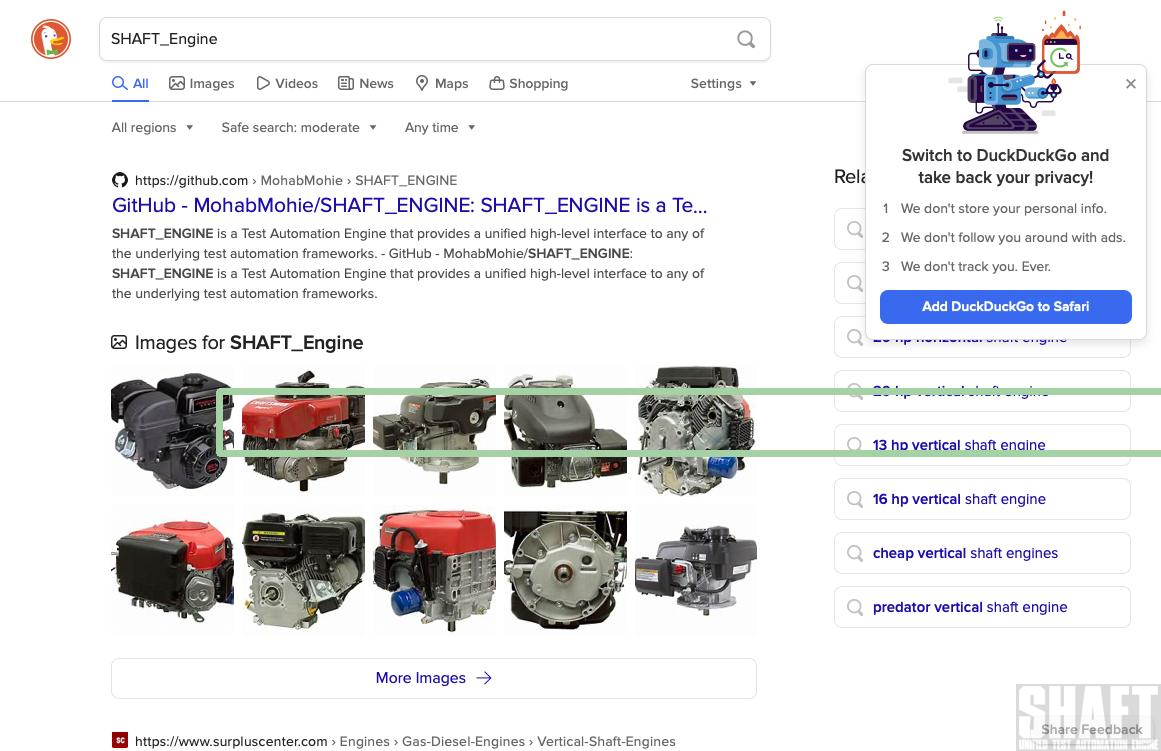 SHAFT_Engine
All
Images
Videos
News
Maps
Shopping
Settings
All regions
Safe search: moderate
Any time
https://github.com › MohabMohie › SHAFT_ENGINE
GitHub - MohabMohie/SHAFT_ENGINE: SHAFT_ENGINE is a Te...
SHAFT_ENGINE is a Test Automation Engine that provides a unified high-level interface to any of
the underlying test automation frameworks. - GitHub - MohabMohie/SHAFT_ENGINE:
SHAFT_ENGINE is a Test Automation Engine that provides a unified high-level interface to any of
the underlying test automation frameworks.
Images for SHAFT_Engine
More Images
SC
https://www.surpluscenter.com › Engines › Gas-Diesel-Engines › Vertical-Shaft-Engines
Switch to DuckDuckGo and
take back your privacy!
1 We don't store your personal info.
2 We don't follow you around with ads.
3 We don't track you. Ever.
Add DuckDuckGo to Safari
shaft engine
13 hp vertical shaft engine
16 hp vertical shaft engine
cheap vertical shaft engines
predator vertical shaft engine
SHAFT
Share Feedback